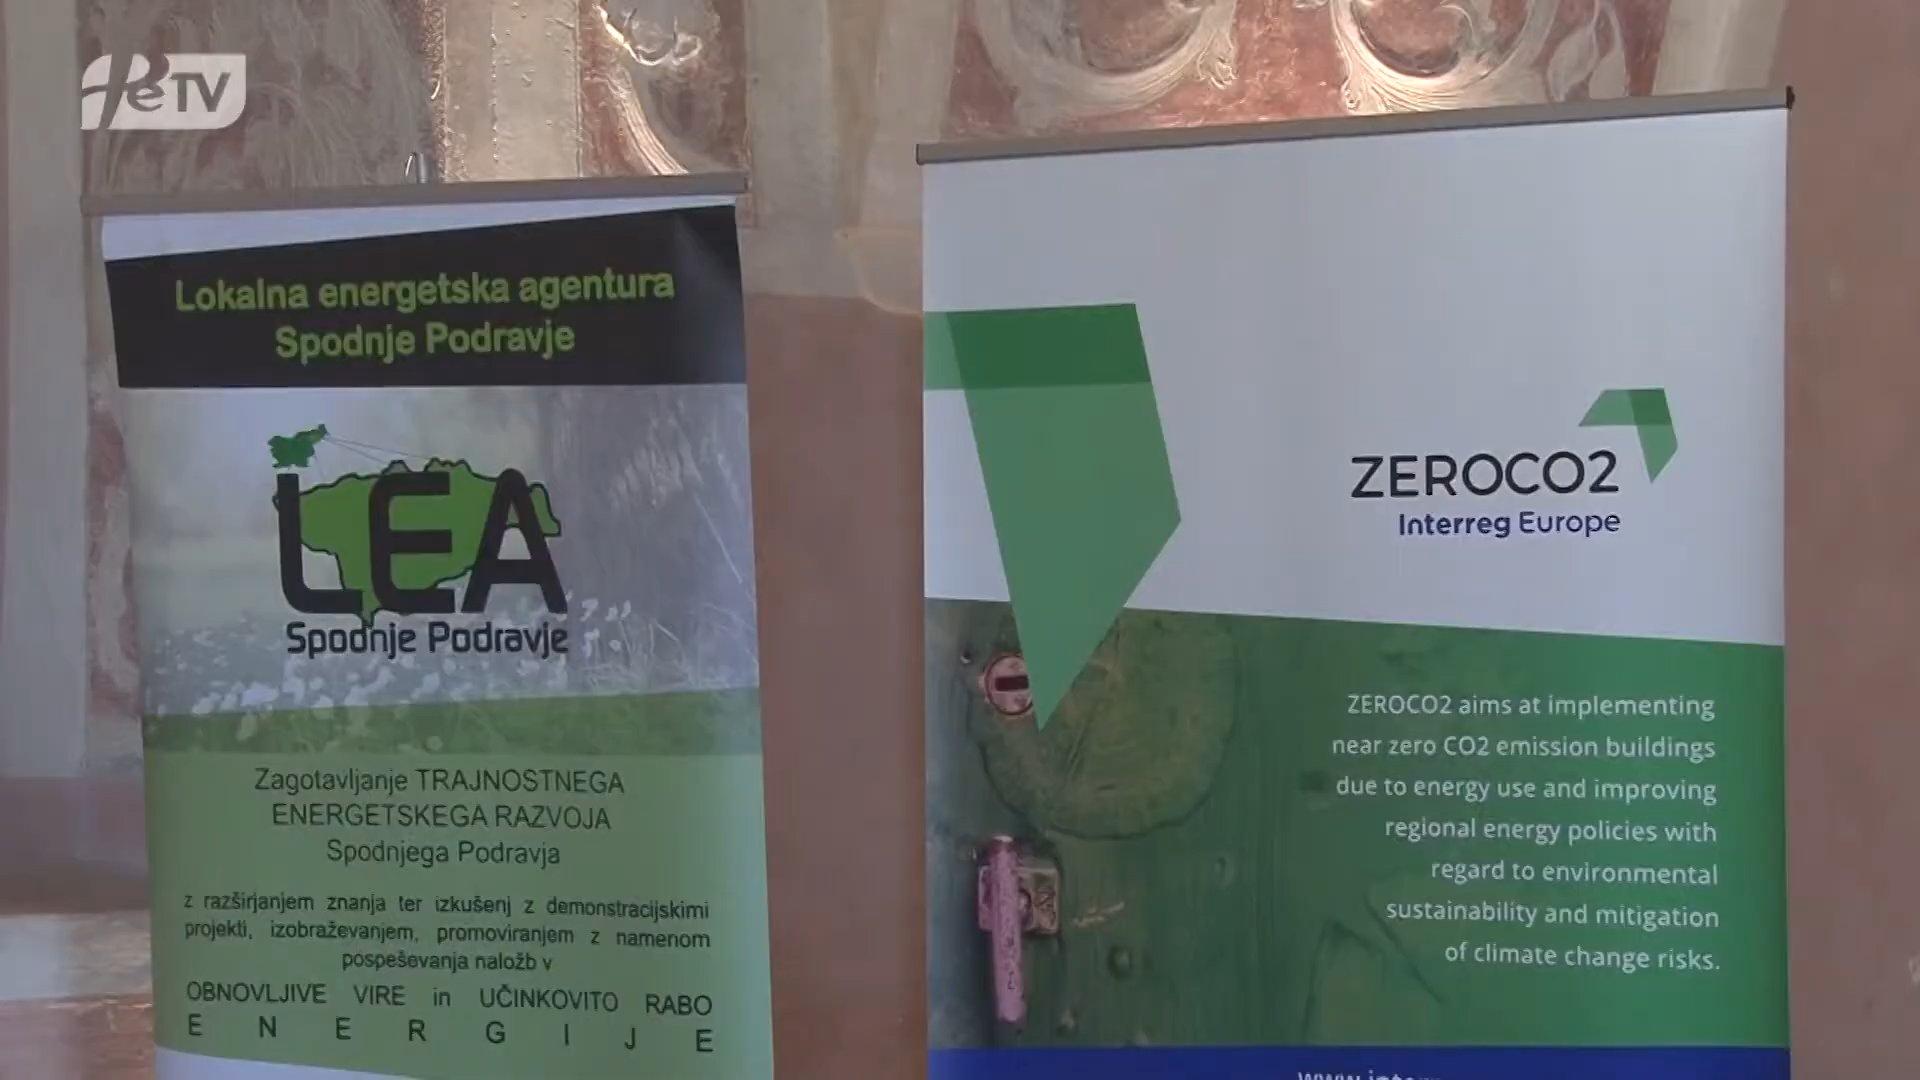 PeTV
Lokalna energetska agentura
Spodnje Podravje
LEA
Spodnje Podravje
Zagotavljanje TRAJNOSTNEGA
ENERGETSKEGA RAZVOJA
Spodnjega Podravja
z razširjanjem znanja ter izkušenj z demonstracijskimi
projekti, izobraževanjem, promoviranjem z namenom
pospeševanja naložb v
OBNOVLJIVE VIRE in UČINKOVITO RABO
E N E R G I J E
ZEROCO2
Interreg Europe
ZEROCO2 aims at implementing
near zero CO2 emission buildings
due to energy use and improving
regional energy policies with
regard to environmental
sustainability and mitigation
of climate change risks.